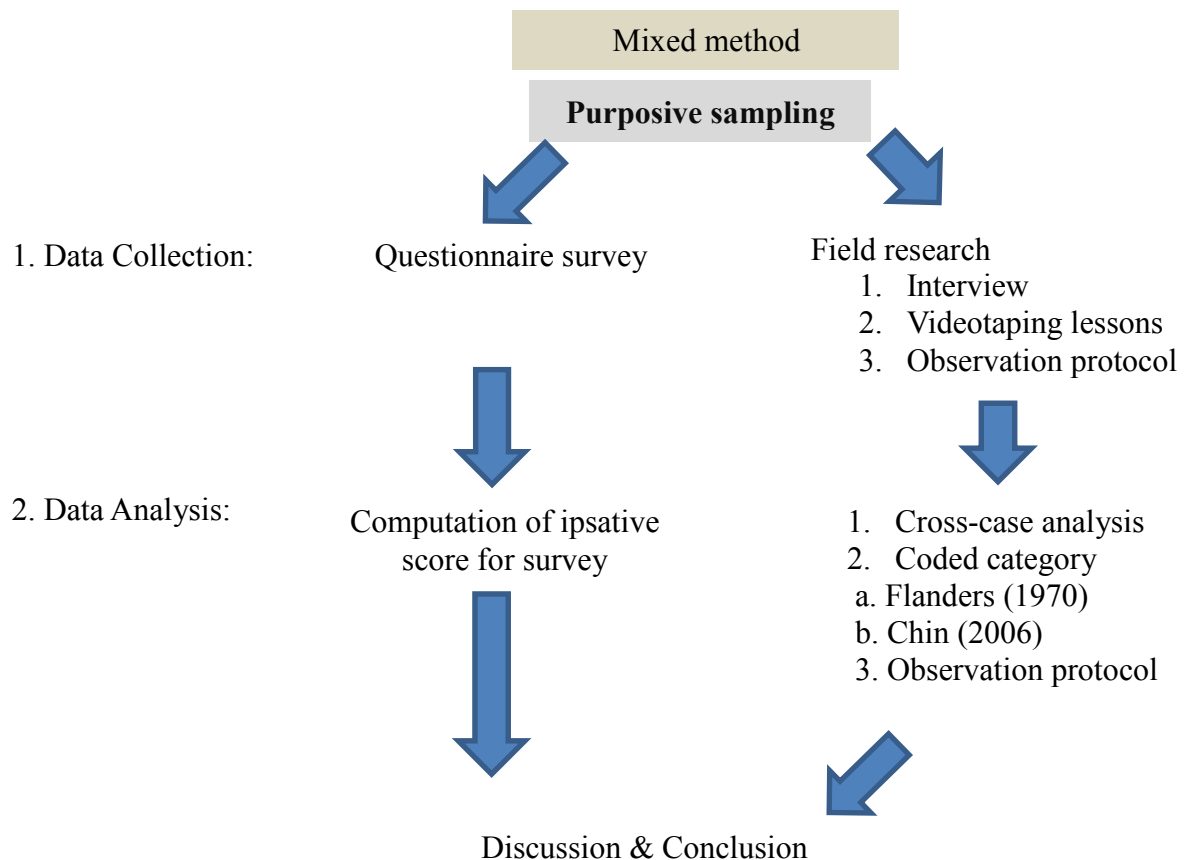 Mixed method
Purposive sampling
1. Data Collection:
Questionnaire survey
Field research
1. Interview
2. Videotaping lessons
3. Observation protocol
2. Data Analysis:
Computation of ipsative
score for survey
1. Cross-case analysis
2. Coded category
a. Flanders (1970)
b. Chin (2006)
3. Observation protocol
Discussion & Conclusion